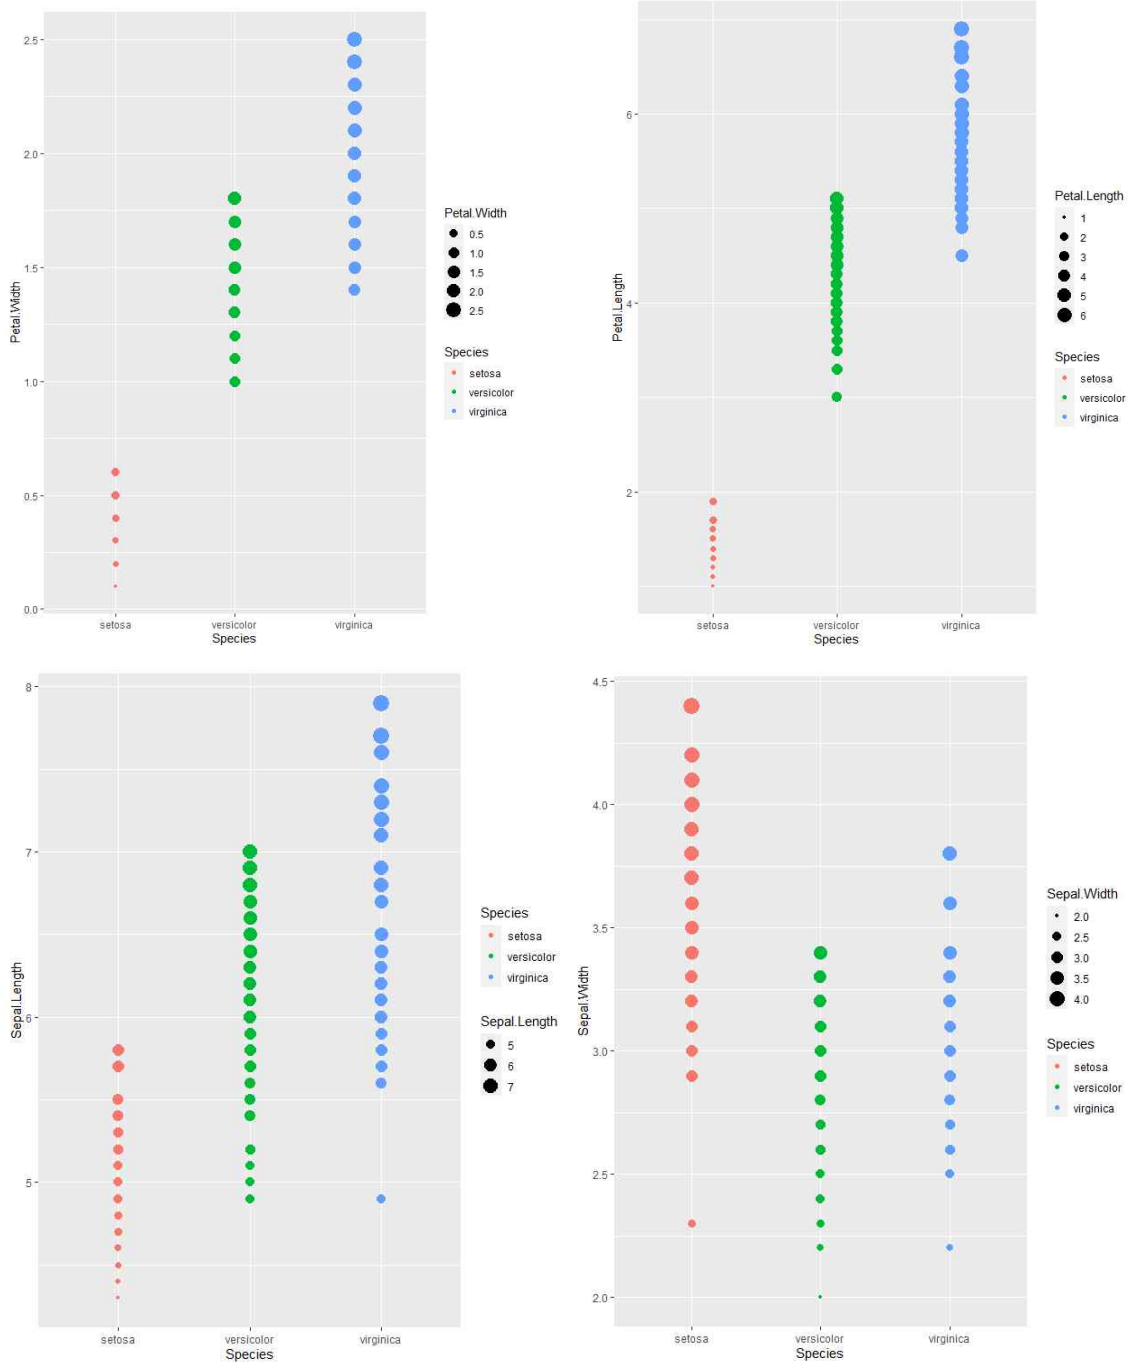 2.5
2.0
1.5
1.0
0.5
0.0
Petal.Width
setosa versicolor virginica
Species
Petal.Width
0.5
1.0
1.5
2.0
2.5
Species
setosa
versicolor
virginica
6
4
2
Petal.Length
setosa versicolor virginica
Species
Petal.Length
1
2
3
4
5
6
Species
setosa
versicolor
virginica
8
7
6
5
Sepal.Length
setosa versicolor virginica
Species
Species
setosa
versicolor
virginica
Sepal.Length
5
6
7
4.5
4.0
3.5
3.0
2.5
2.0
Sepal.Width
setosa versicolor virginica
Species
Sepal.Width
2.0
2.5
3.0
3.5
4.0
Species
setosa
versicolor
virginica